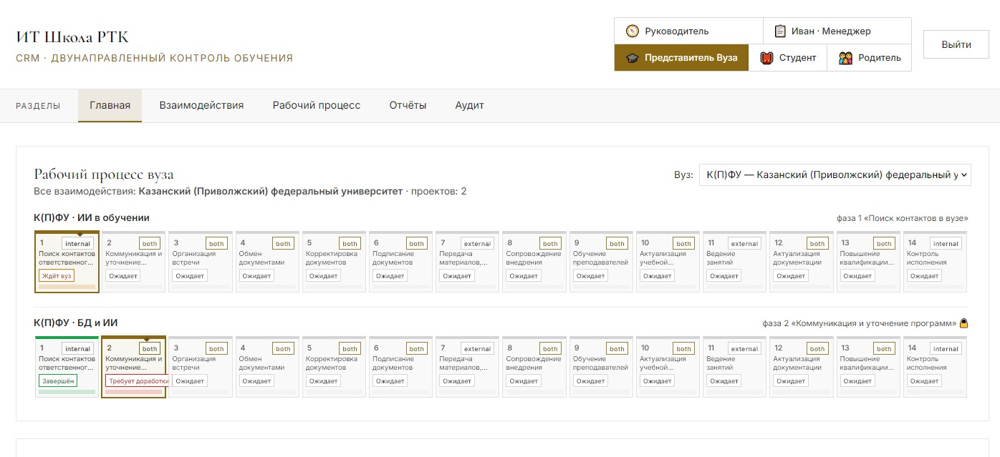 ИТ Школа РТК
CRM · ДВУНАПРАВЛЕННЫЙ КОНТРОЛЬ ОБУЧЕНИЯ
Руководитель
Иван · Менеджер
Представитель Вуза
Студент
Родитель
Выйти
РАЗДЕЛЫ
Главная
Взаимодействия
Рабочий процесс
Отчёты
Аудит
Рабочий процесс вуза
Все взаимодействия: Казанский (Приволжский) федеральный университет · проектов: 2
Вуз:
К(П)ФУ — Казанский (Приволжский) федеральный у
К(П)ФУ · ИИ в обучении
фаза 1 «Поиск контактов в вузе»
1 internal
Поиск контактов
ответственног...
Ждёт вуз
2 both
Коммуникация и
уточнение...
Ожидает
3 both
Организация
встречи
Ожидает
4 both
Обмен
документами
Ожидает
5 both
Корректировка
документов
Ожидает
6 both
Подписание
документов
Ожидает
7 external
Передача
материалов,...
Ожидает
8 both
Сопровождение
внедрения
Ожидает
9 both
Обучение
преподавателей
Ожидает
10 both
Актуализация
учебной...
Ожидает
11 external
Ведение
занятий
Ожидает
12 both
Актуализация
документации
Ожидает
13 both
Повышение
квалификации...
Ожидает
14 internal
Контроль
исполнения
Ожидает
К(П)ФУ · БД и ИИ
фаза 2 «Коммуникация и уточнение программ»
1 internal
Поиск контактов
ответственног...
Завершён
2 both
Коммуникация и
уточнение...
Требует доработки
3 both
Организация
встречи
Ожидает
4 both
Обмен
документами
Ожидает
5 both
Корректировка
документов
Ожидает
6 both
Подписание
документов
Ожидает
7 external
Передача
материалов,...
Ожидает
8 both
Сопровождение
внедрения
Ожидает
9 both
Обучение
преподавателей
Ожидает
10 both
Актуализация
учебной...
Ожидает
11 external
Ведение
занятий
Ожидает
12 both
Актуализация
документации
Ожидает
13 both
Повышение
квалификации...
Ожидает
14 internal
Контроль
исполнения
Ожидает